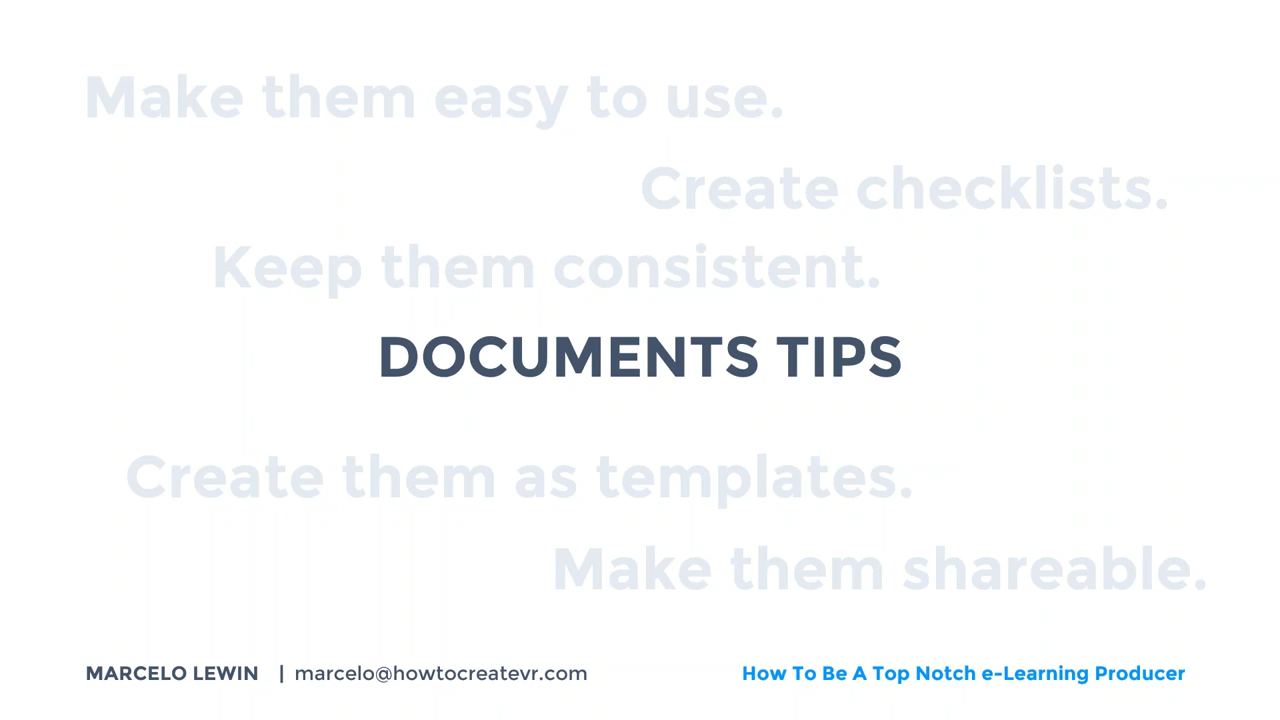 Make them easy to use.
Create checklists.
Keep them consistent.
DOCUMENTS TIPS
Create them as templates.
Make them shareable.
MARCELO LEWIN | marcelo@howtocreatevr.com
How To Be A Top Notch e-Learning Producer